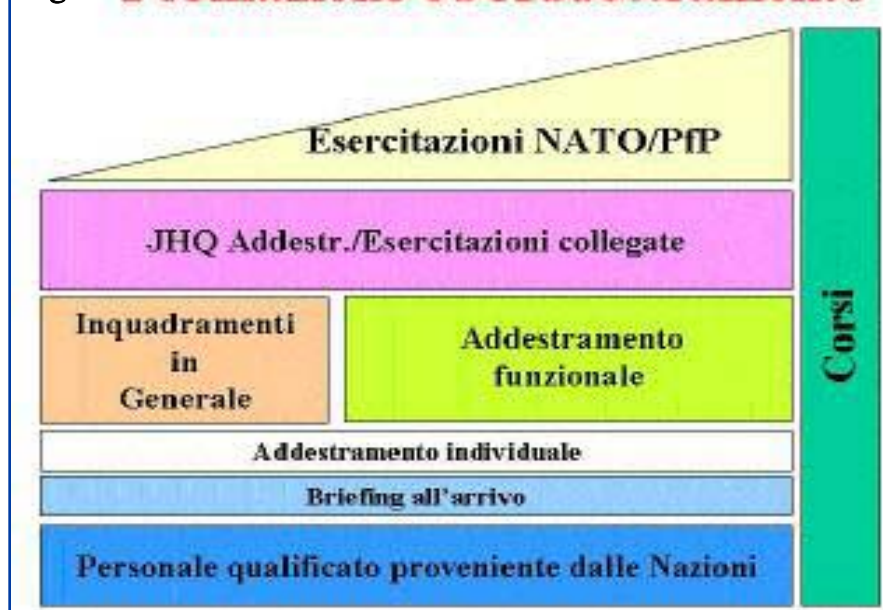 Esercitazioni NATO/PfP
JHQ Addestr./Esercitazioni collegate
Inquadramenti
in
Generale
Addestramento
funzionale
Addestramento individuale
Briefing all'arrivo
Personale qualificato proveniente dalle Nazioni
Corsi